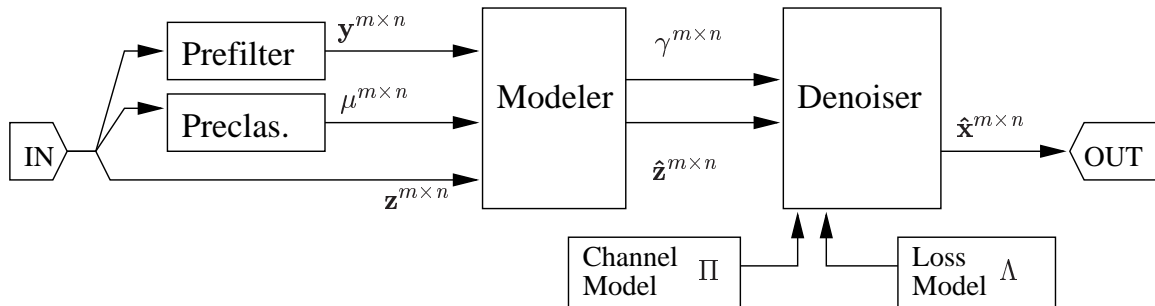 IN
Prefilter
Preclas.
𝐲^{m×n}
μ^{m×n}
𝐳^{m×n}
Modeler
γ^{m×n}
𝐳̂^{m×n}
Denoiser
𝐱̂^{m×n}
OUT
Channel
Model Π
Loss
Model Λ